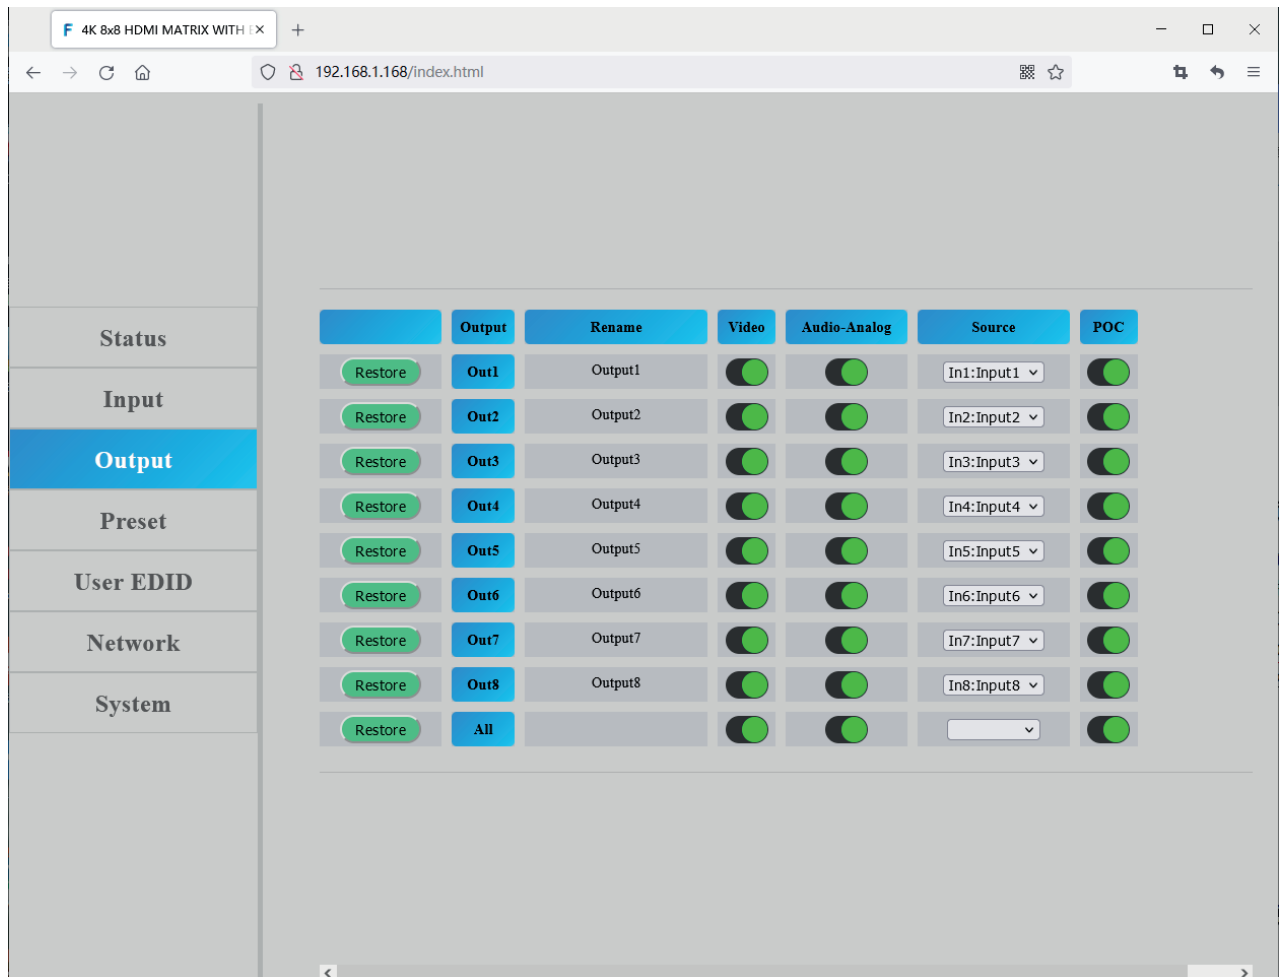 4K 8x8 HDMI MATRIX WITH
192.168.1.168/index.html
Status
Input
Output
Preset
User EDID
Network
System
Output Rename Video Audio-Analog Source POC
Restore Out1 Output1 In1:Input1
Restore Out2 Output2 In2:Input2
Restore Out3 Output3 In3:Input3
Restore Out4 Output4 In4:Input4
Restore Out5 Output5 In5:Input5
Restore Out6 Output6 In6:Input6
Restore Out7 Output7 In7:Input7
Restore Out8 Output8 In8:Input8
Restore All